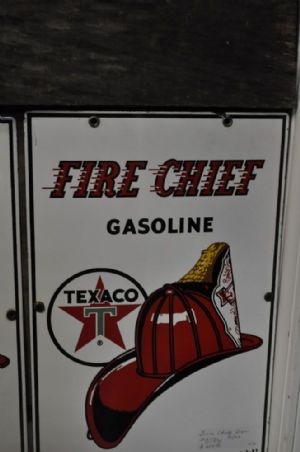 FIRE CHIEF
GASOLINE
TEXACO
T